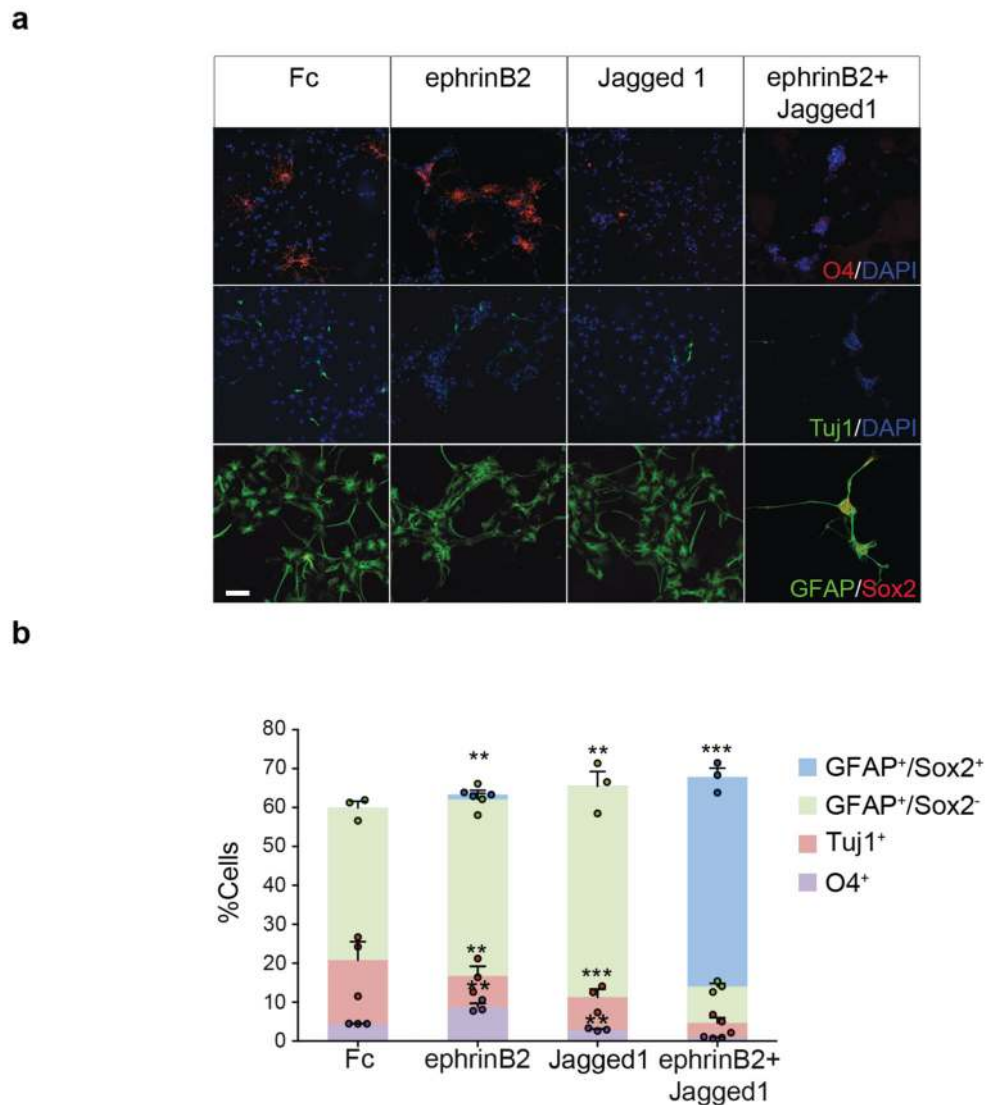 a
Fc
ephrinB2
Jagged 1
ephrinB2+
Jagged1
O4/DAPI
Tuj1/DAPI
GFAP/Sox2
b
%Cells
80
70
60
50
40
30
20
10
0
**
**
***
**
**
***
**
Fc
ephrinB2
Jagged1
ephrinB2+
Jagged1
GFAP⁺/Sox2⁺
GFAP⁺/Sox2⁻
Tuj1⁺
O4⁺